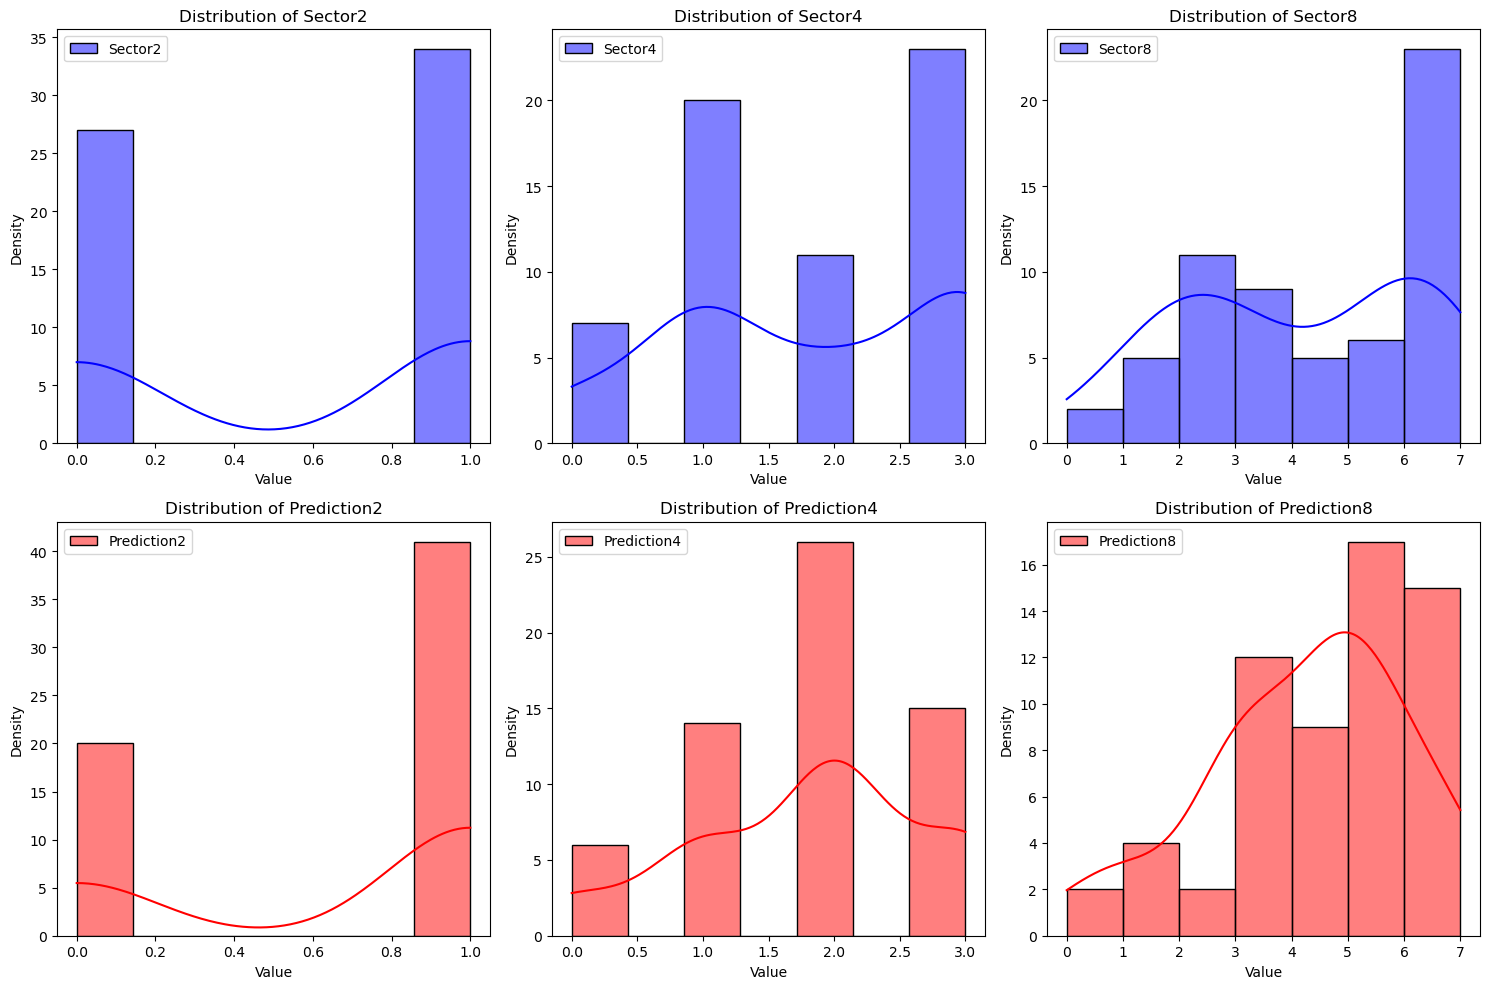 Distribution of Sector2
Sector2
Density
35
30
25
20
15
10
5
0
0.0 0.2 0.4 0.6 0.8 1.0
Value
Distribution of Sector4
Sector4
Density
20
15
10
5
0
0.0 0.5 1.0 1.5 2.0 2.5 3.0
Value
Distribution of Sector8
Sector8
Density
20
15
10
5
0
0 1 2 3 4 5 6 7
Value
Distribution of Prediction2
Prediction2
Density
40
35
30
25
20
15
10
5
0
0.0 0.2 0.4 0.6 0.8 1.0
Value
Distribution of Prediction4
Prediction4
Density
25
20
15
10
5
0
0.0 0.5 1.0 1.5 2.0 2.5 3.0
Value
Distribution of Prediction8
Prediction8
Density
16
14
12
10
8
6
4
2
0
0 1 2 3 4 5 6 7
Value